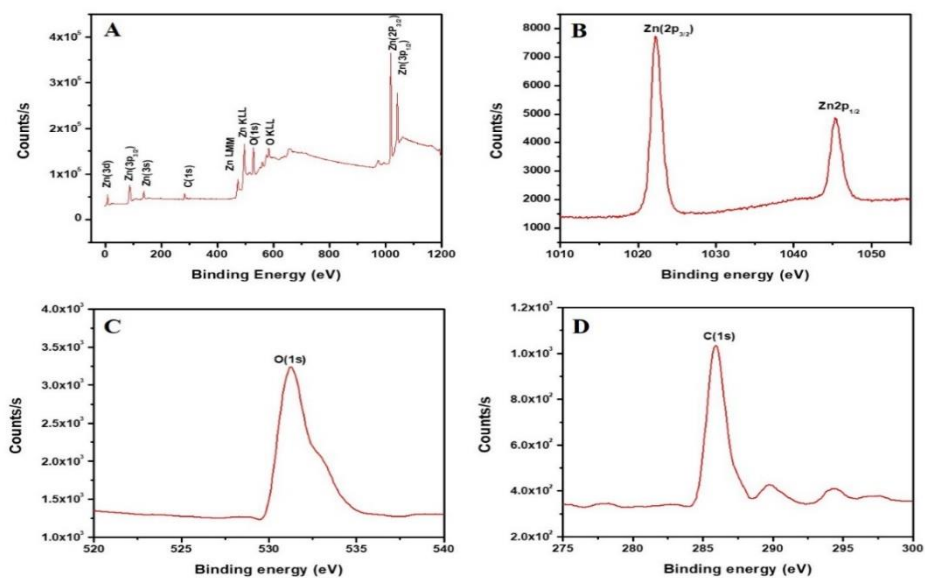 A
4x10⁵
3x10⁵
2x10⁵
1x10⁵
0
Counts/s
Zn(3d)
Zn(3p₃/₂)
Zn(3s)
C(1s)
Zn LMM
Zn KLL
O(1s)
O KLL
Zn(2P₃/₂)
Zn(3p₁/₂)
0 200 400 600 800 1000 1200
Binding Energy (eV)
B
8000
7000
6000
5000
4000
3000
2000
1000
Counts/s
Zn(2p₃/₂)
Zn2p₁/₂
1010 1020 1030 1040 1050
Binding energy (eV)
C
4.0x10³
3.5x10³
3.0x10³
2.5x10³
2.0x10³
1.5x10³
1.0x10³
Counts/s
O(1s)
520 525 530 535 540
Binding energy (eV)
D
1.2x10³
1.0x10³
8.0x10²
6.0x10²
4.0x10²
2.0x10²
Counts/s
C(1s)
275 280 285 290 295 300
Binding energy (eV)